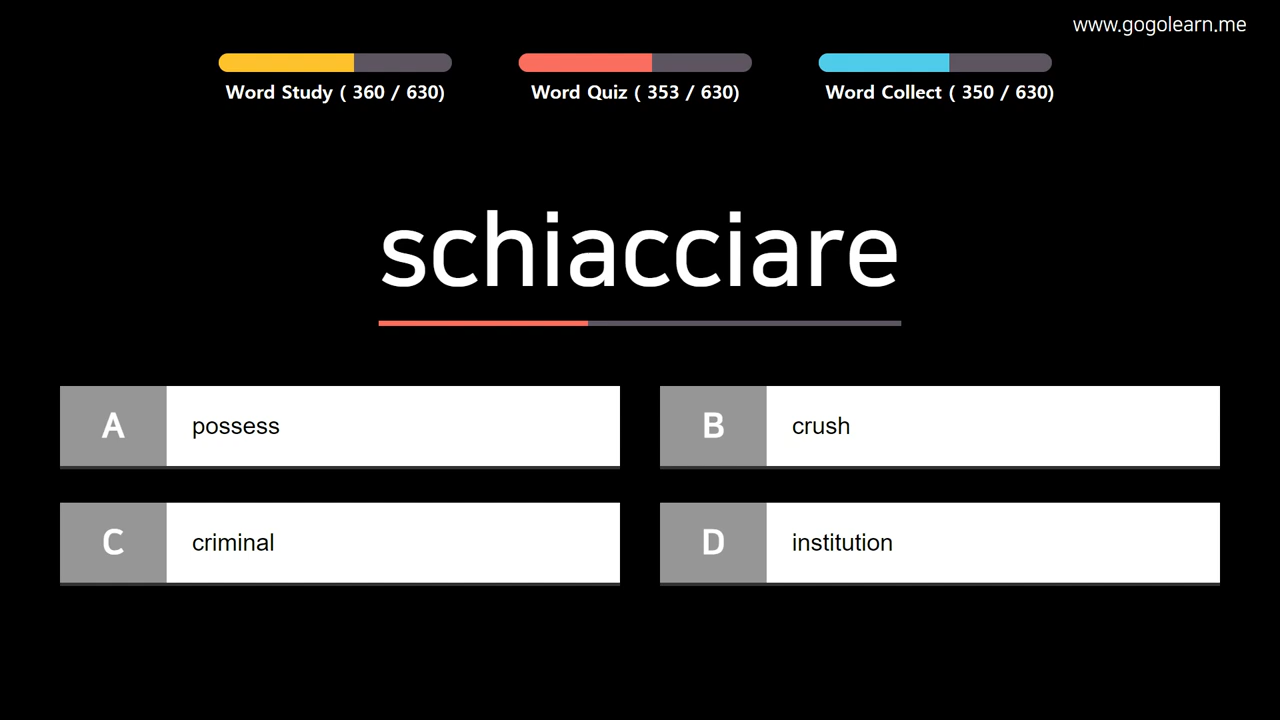 www.gogolearn.me
Word Study ( 360 / 630)
Word Quiz ( 353 / 630)
Word Collect ( 350 / 630)
schiacciare
A possess
B crush
C criminal
D institution